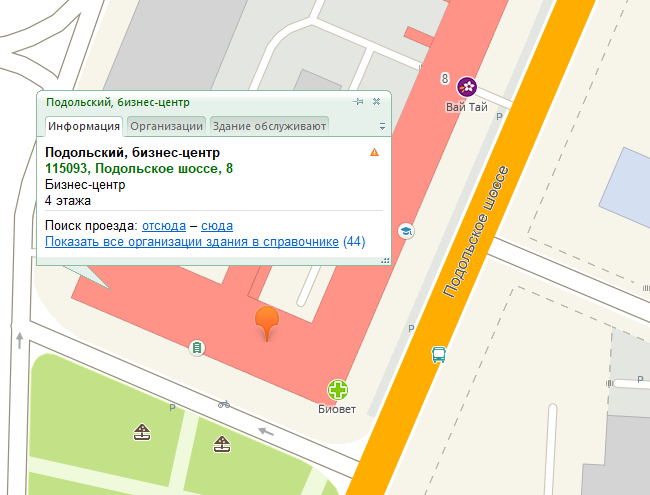 8
Вай Тай
P
Подольский, бизнес-центр
Информация
Организации
Здание обслуживают
Подольский, бизнес-центр
115093, Подольское шоссе, 8
Бизнес-центр
4 этажа
Поиск проезда: отсюда – сюда
Показать все организации здания в справочнике (44)
Подольское шоссе
P
P
Биовет
P